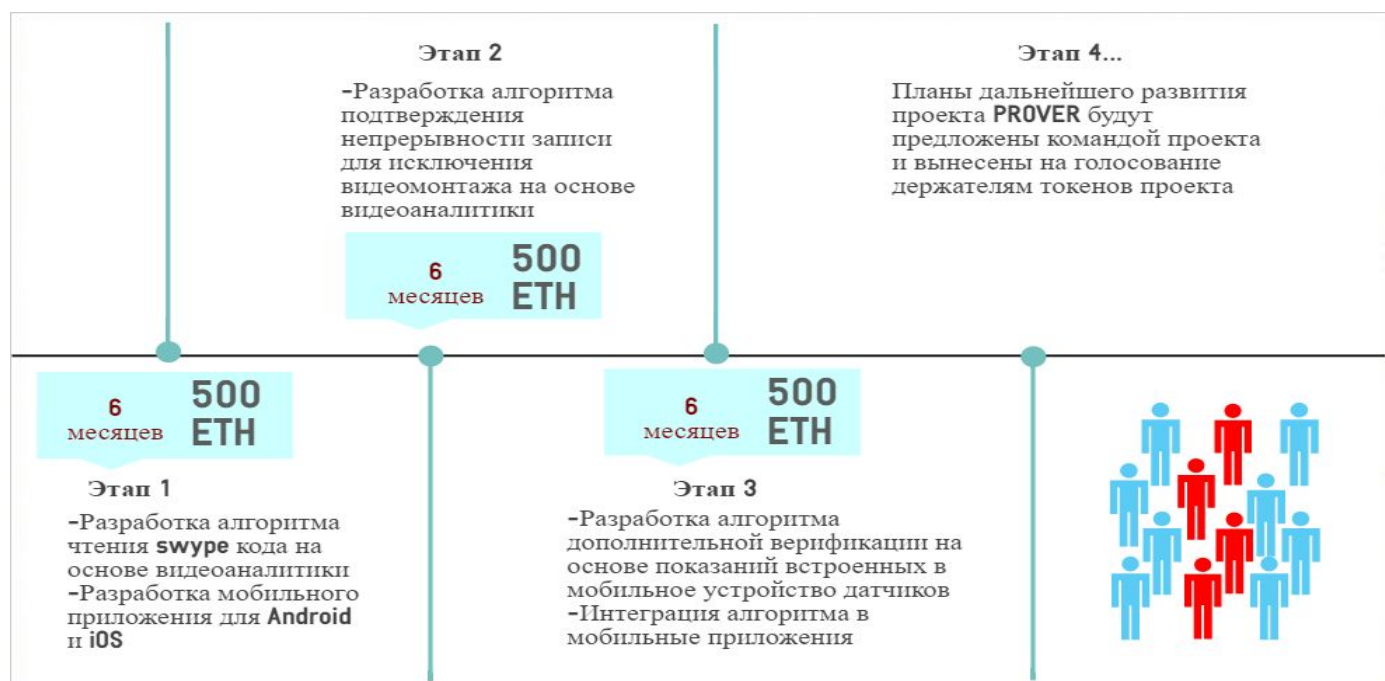 Этап 2
-Разработка алгоритма
подтверждения
непрерывности записи
для исключения
видеомонтажа на основе
видеоаналитики
6
месяцев
500
ETH
Этап 4...
Планы дальнейшего развития
проекта PROVER будут
предложены командой проекта
и вынесены на голосование
держателям токенов проекта
6
месяцев
500
ETH
Этап 1
-Разработка алгоритма
чтения swype кода на
основе видеоаналитики
-Разработка мобильного
приложения для Android
и iOS
6
месяцев
500
ETH
Этап 3
-Разработка алгоритма
дополнительной верификации на
основе показаний встроенных в
мобильное устройство датчиков
-Интеграция алгоритма в
мобильные приложения